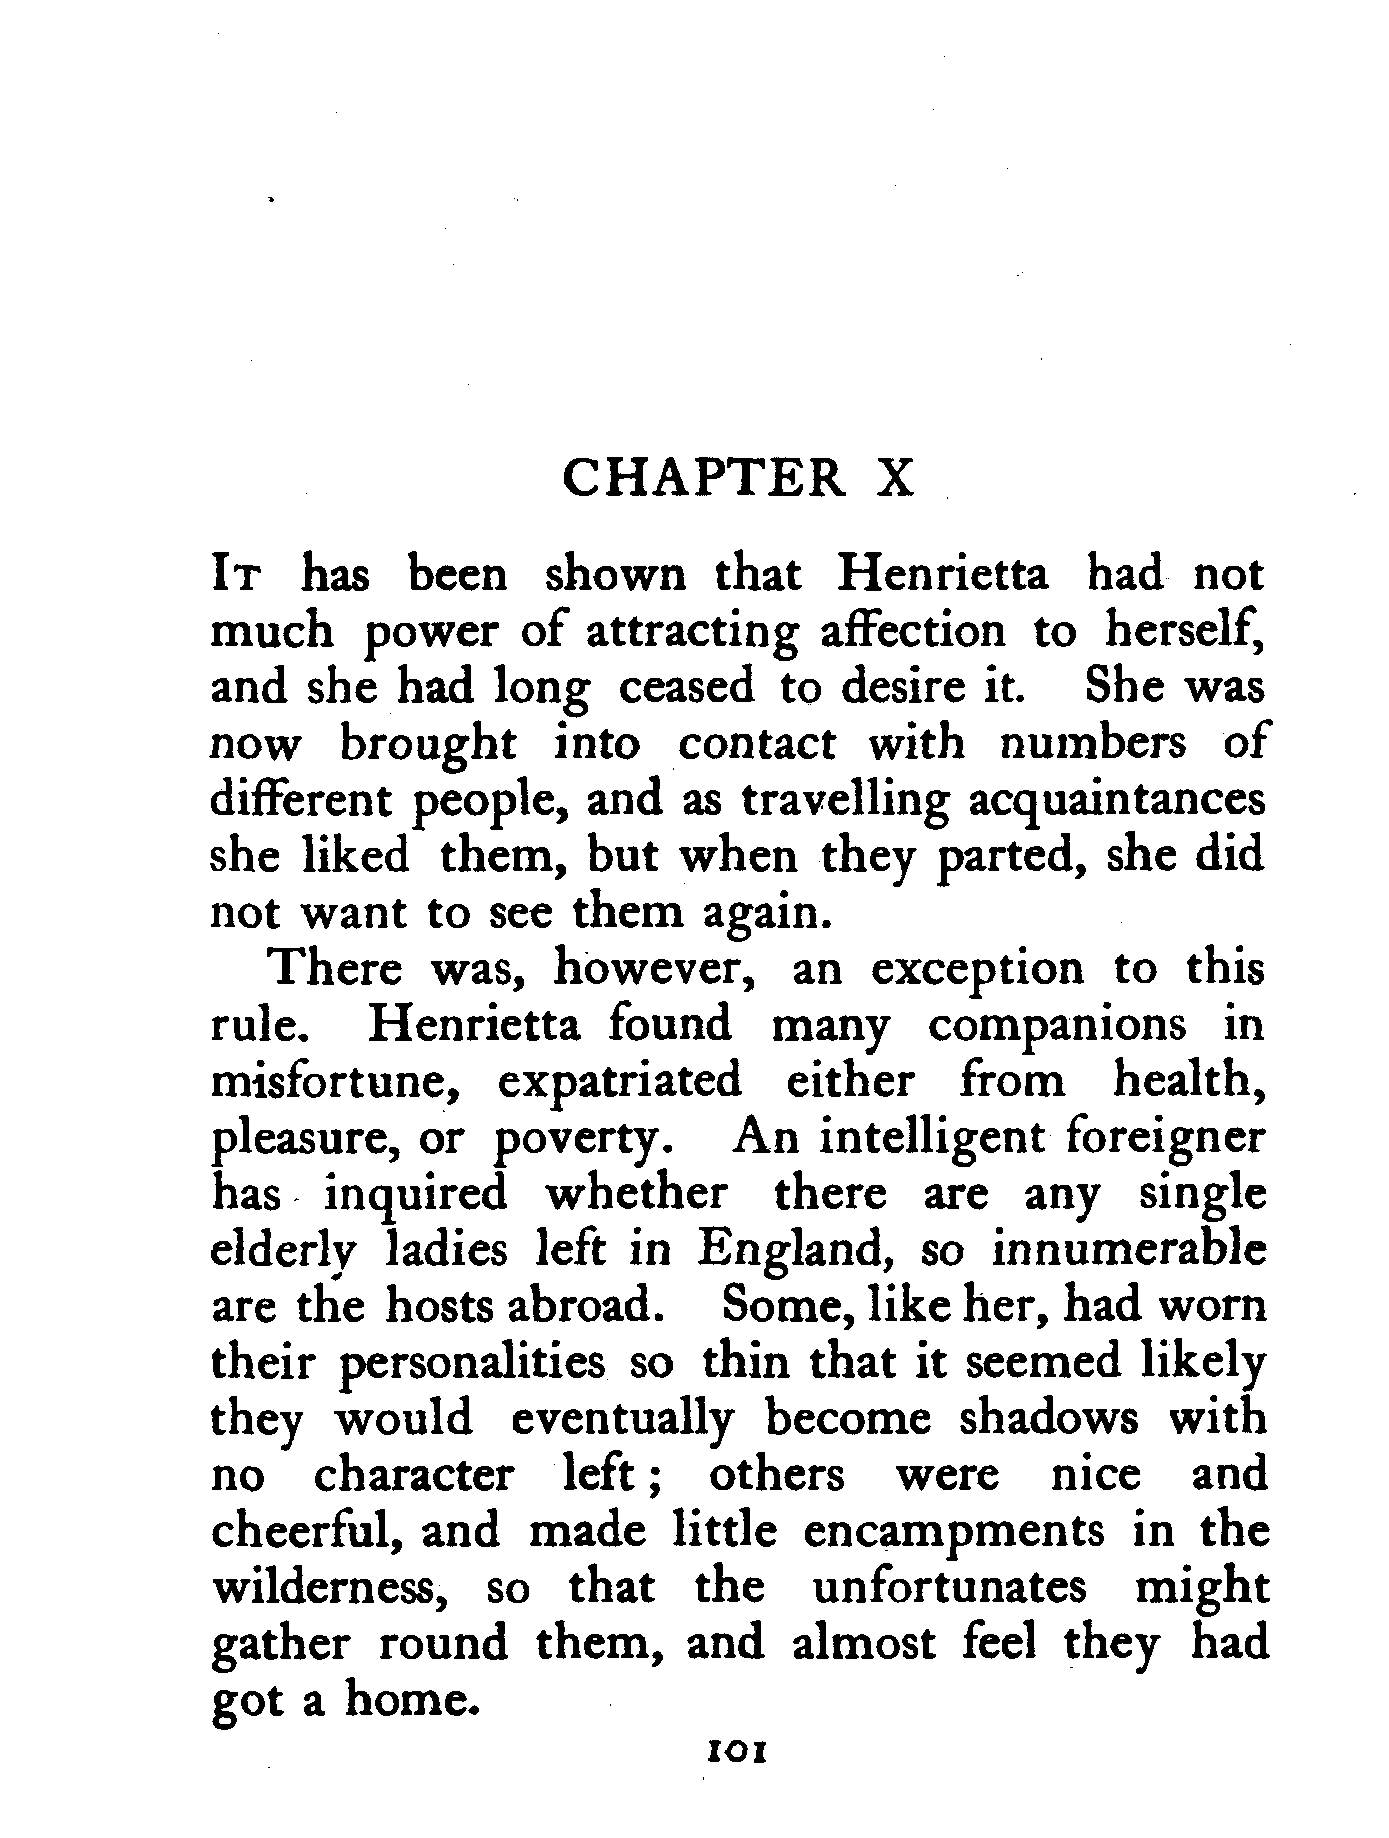 CHAPTER X
It has been shown that Henrietta had not
much power of attracting affection to herself,
and she had long ceased to desire it. She was
now brought into contact with numbers of
different people, and as travelling acquaintances
she liked them, but when they parted, she did
not want to see them again.
There was, however, an exception to this
rule. Henrietta found many companions in
misfortune, expatriated either from health,
pleasure, or poverty. An intelligent foreigner
has inquired whether there are any single
elderly ladies left in England, so innumerable
are the hosts abroad. Some, like her, had worn
their personalities so thin that it seemed likely
they would eventually become shadows with
no character left; others were nice and
cheerful, and made little encampments in the
wilderness, so that the unfortunates might
gather round them, and almost feel they had
got a home.
101